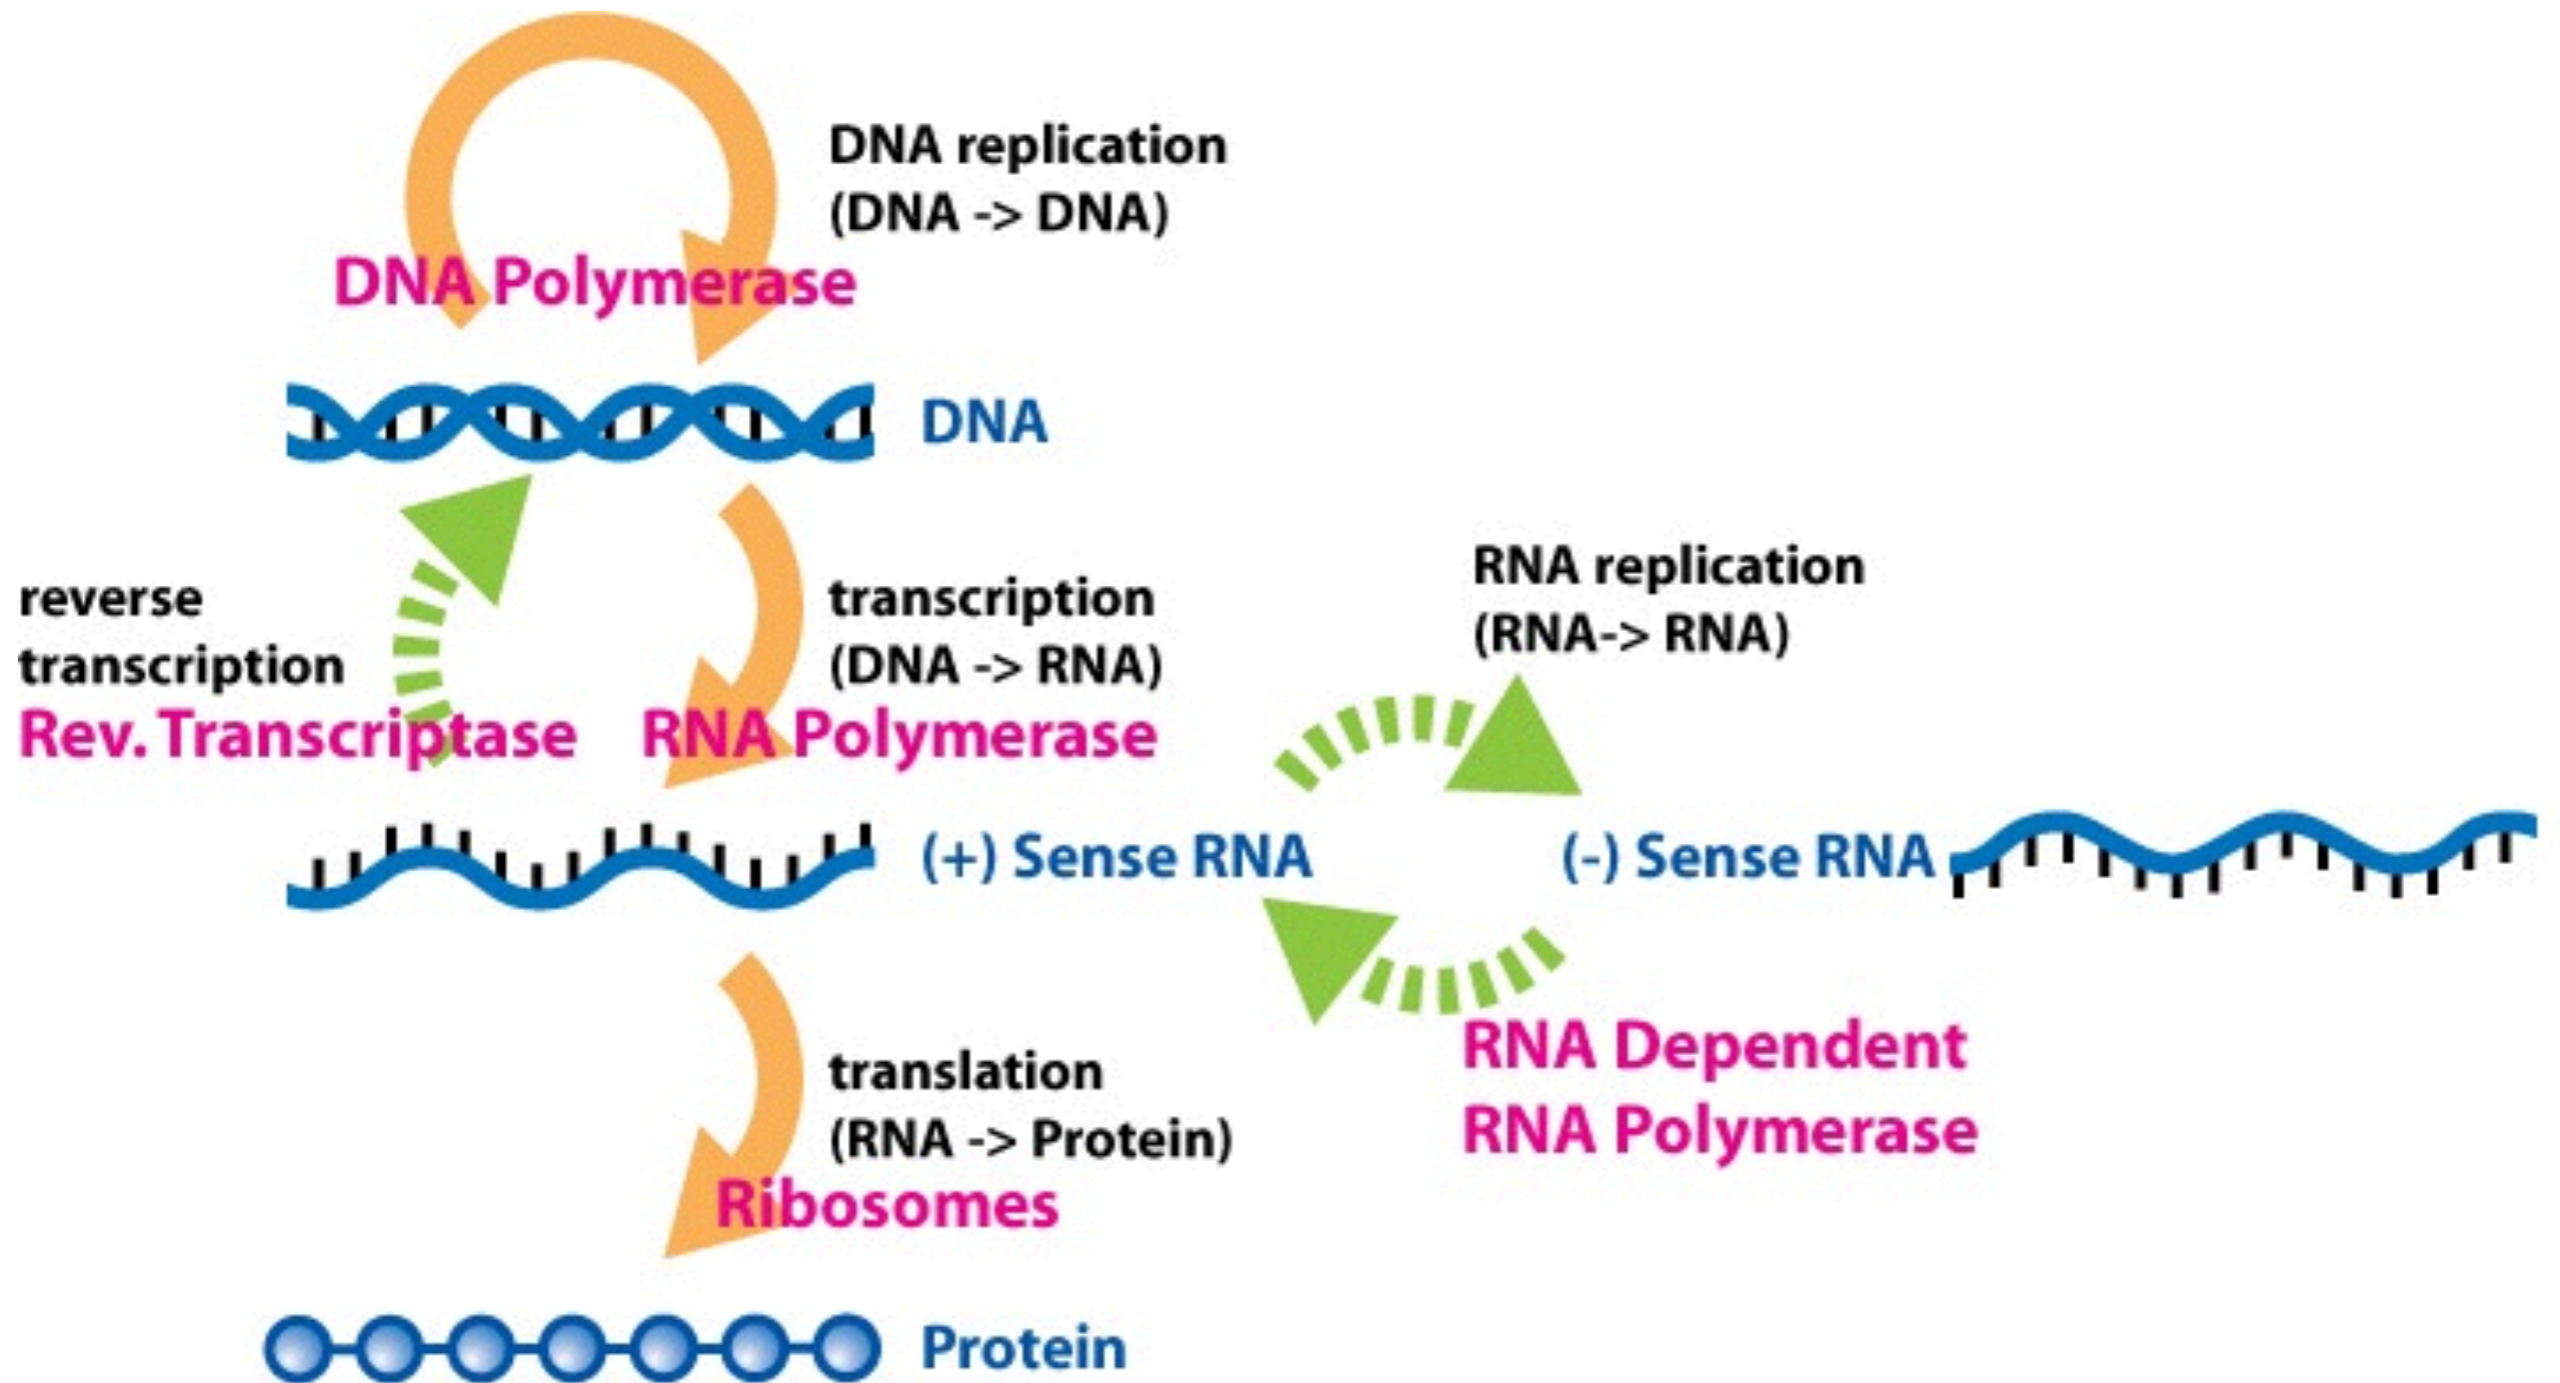 DNA replication
(DNA -> DNA)
DNA Polymerase
DNA
reverse
transcription
Rev. Transcriptase
transcription
(DNA -> RNA)
RNA Polymerase
RNA replication
(RNA-> RNA)
(+) Sense RNA
(-) Sense RNA
RNA Dependent
RNA Polymerase
translation
(RNA -> Protein)
Ribosomes
Protein